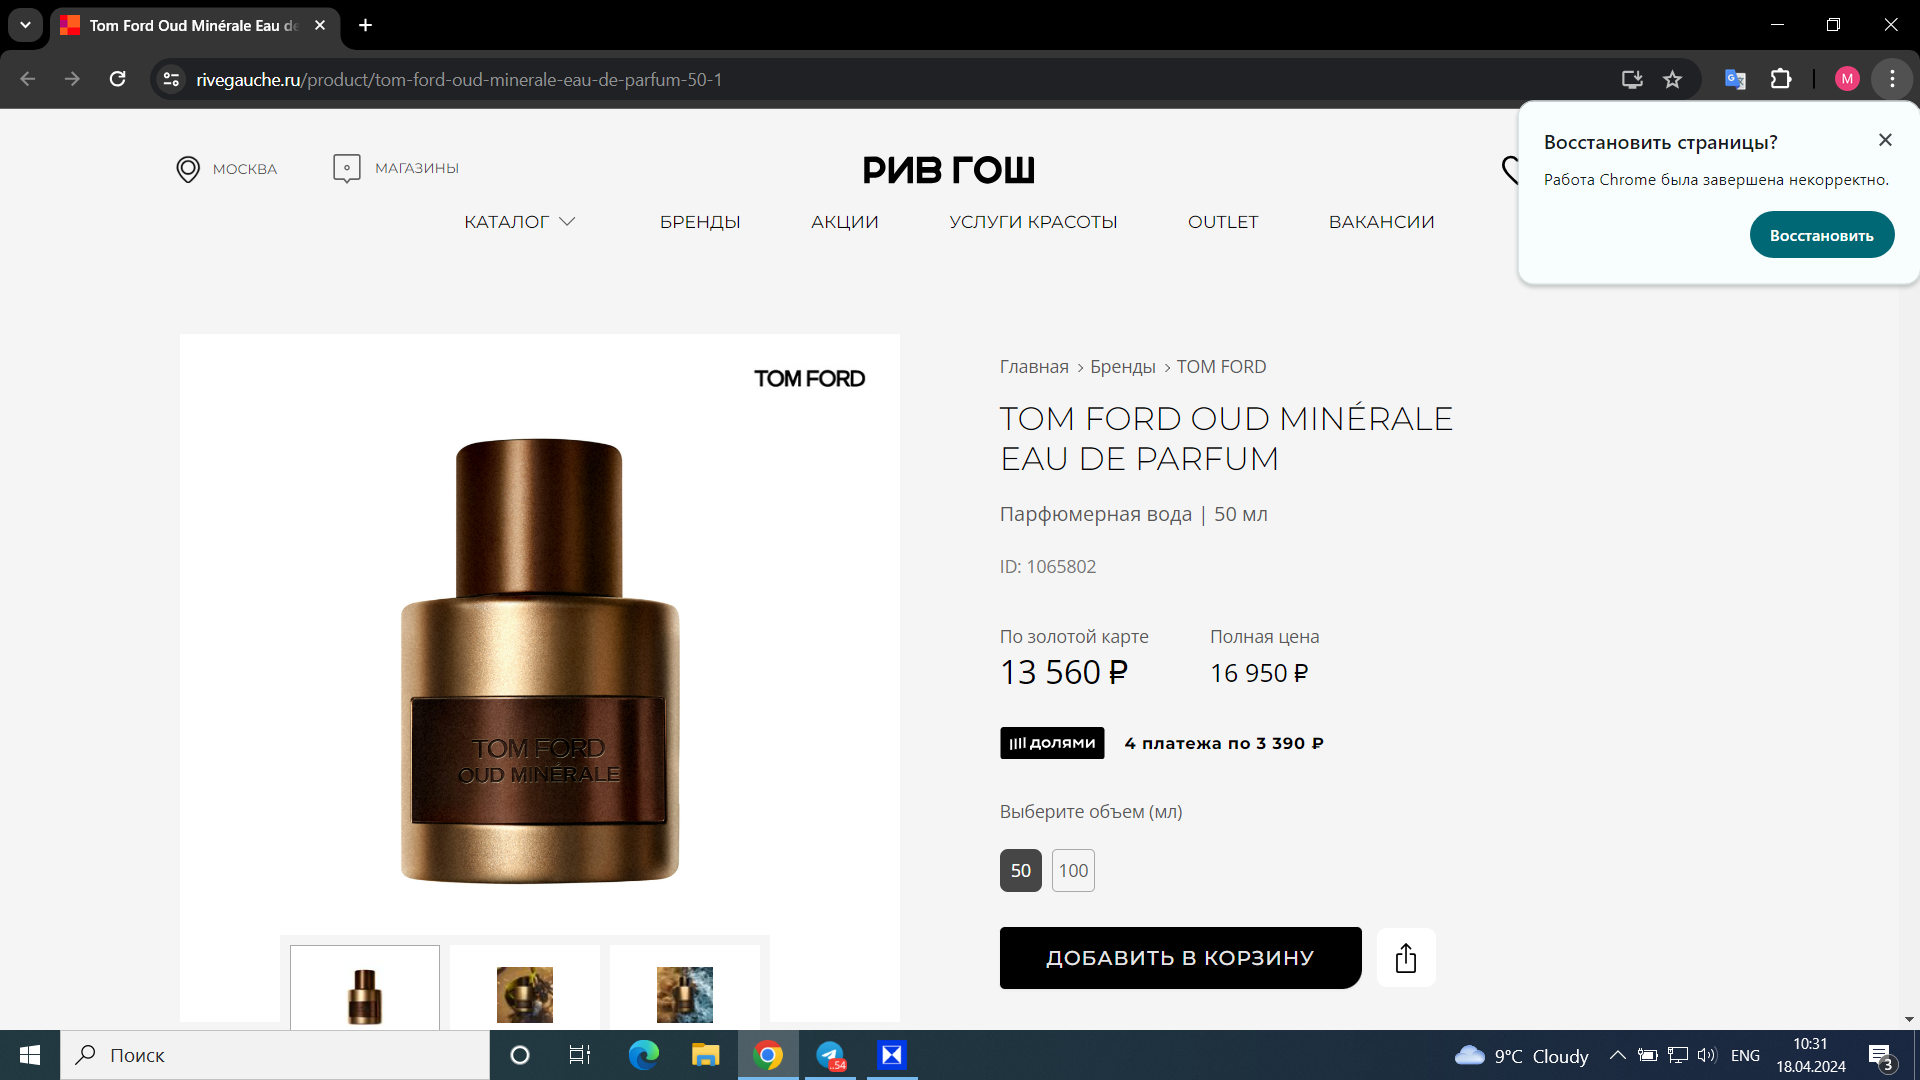 Tom Ford Oud Minérale Eau de
rivegauche.ru/product/tom-ford-oud-minerale-eau-de-parfum-50-1
M
Восстановить страницы?
Работа Chrome была завершена некорректно.
Восстановить
МОСКВА
МАГАЗИНЫ
РИВ ГОШ
КАТАЛОГ
БРЕНДЫ
АКЦИИ
УСЛУГИ КРАСОТЫ
OUTLET
ВАКАНСИИ
TOM FORD
TOM FORD
OUD MINÉRALE
Главная › Бренды › TOM FORD
TOM FORD OUD MINÉRALE
EAU DE PARFUM
Парфюмерная вода | 50 мл
ID: 1065802
По золотой карте
13 560 ₽
Полная цена
16 950 ₽
долями
4 платежа по 3 390 ₽
Выберите объем (мл)
50
100
ДОБАВИТЬ В КОРЗИНУ
Поиск
..54
9°C Cloudy
ENG
10:31
18.04.2024
3